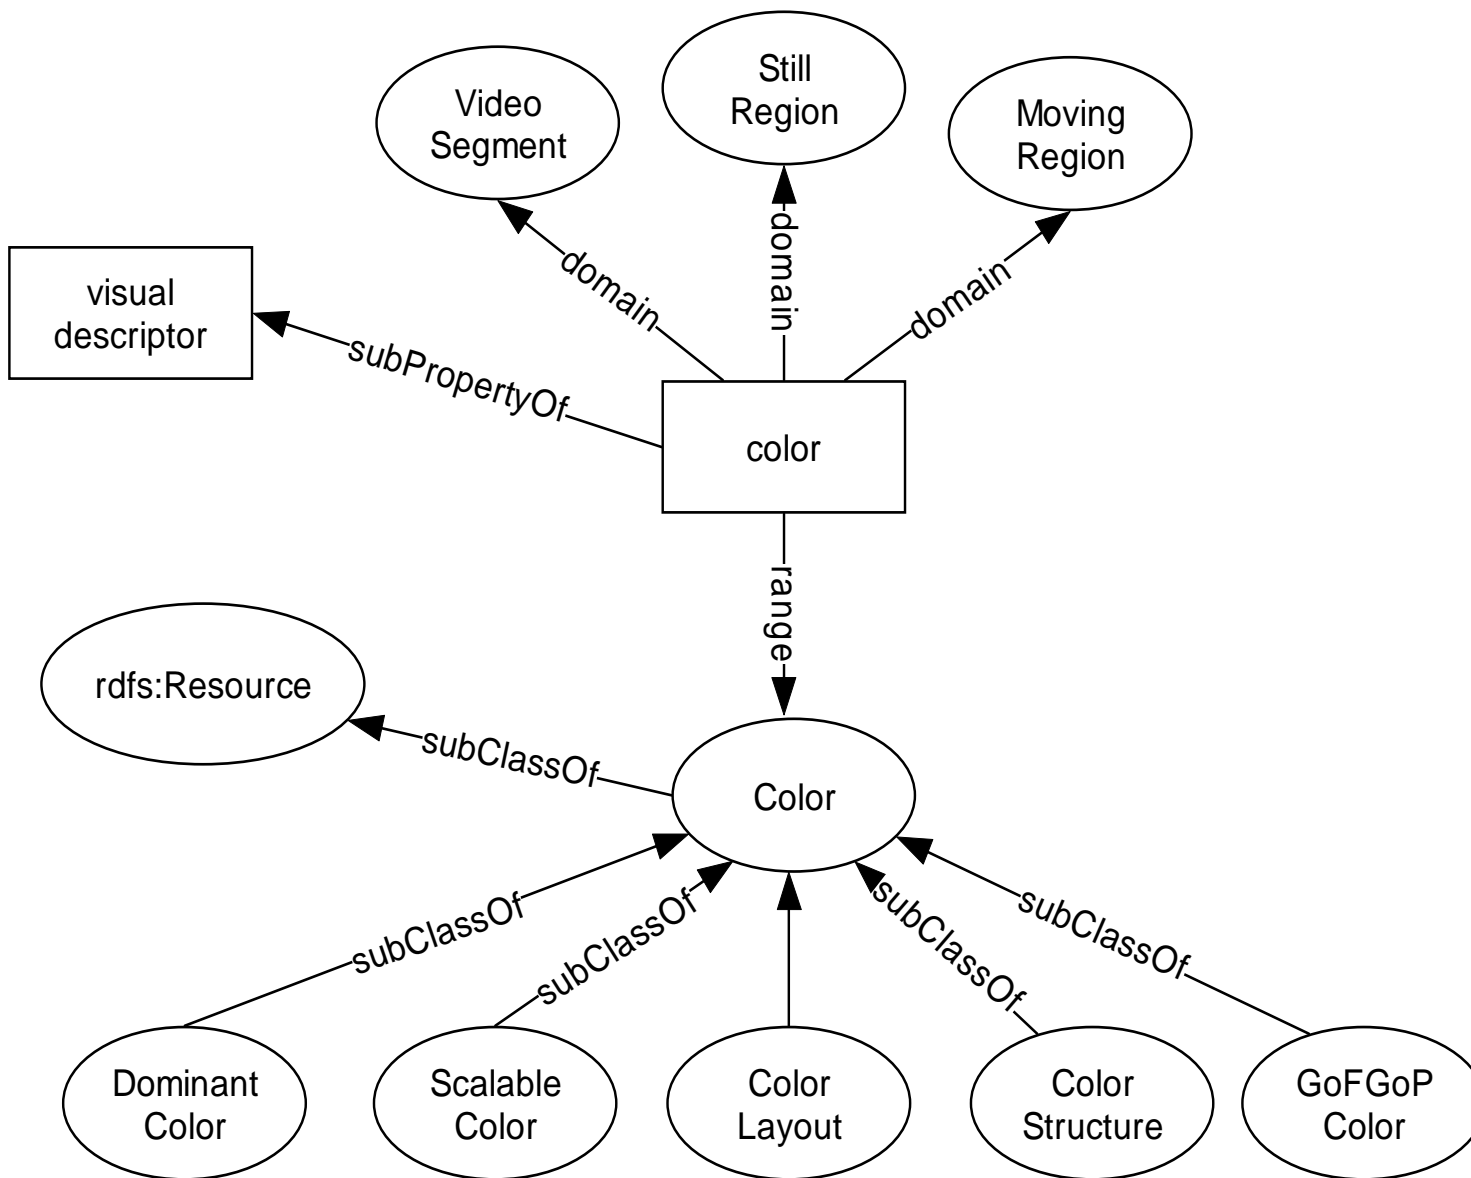 Still
Region
Video
Segment
Moving
Region
domain
domain
domain
visual
descriptor
subPropertyOf
color
range
rdfs:Resource
subClassOf
Color
subClassOf
subClassOf
subClassOf
subClassOf
Dominant
Color
Scalable
Color
Color
Layout
Color
Structure
GoFGoP
Color